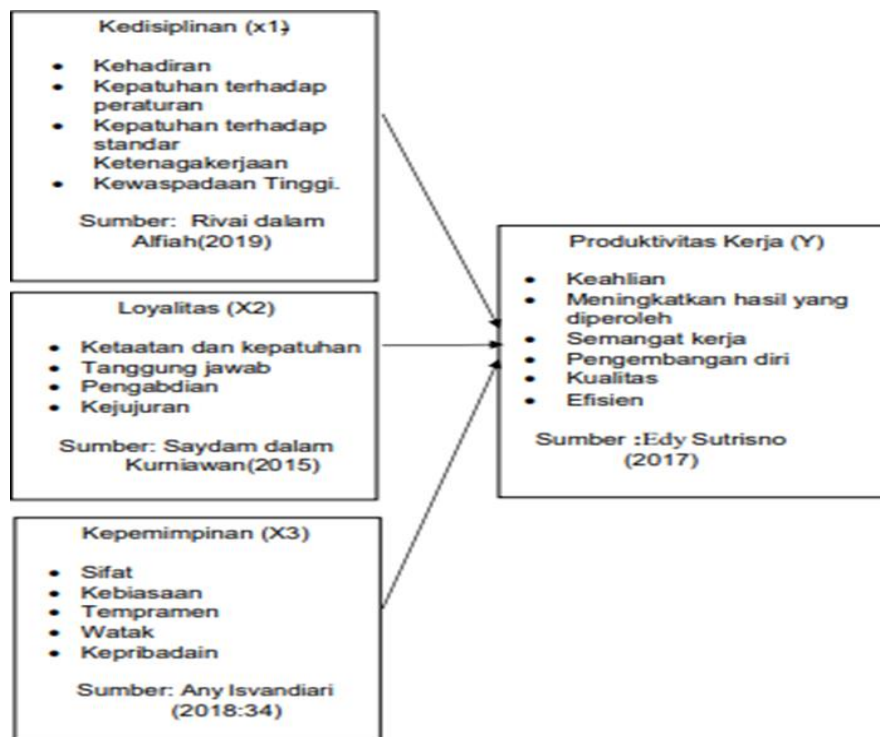 Kedisiplinan (x1)
• Kehadiran
• Kepatuhan terhadap
peraturan
• Kepatuhan terhadap
standar
Ketenagakerjaan
• Kewaspadaan Tinggi.
Sumber: Rivai dalam
Alfiah(2019)
Loyalitas (X2)
• Ketaatan dan kepatuhan
• Tanggung jawab
• Pengabdian
• Kejujuran
Sumber: Saydam dalam
Kurniawan(2015)
Kepemimpinan (X3)
• Sifat
• Kebiasaan
• Tempramen
• Watak
• Kepribadain
Sumber: Any Isvandiari
(2018:34)
Produktivitas Kerja (Y)
• Keahlian
• Meningkatkan hasil yang
diperoleh
• Semangat kerja
• Pengembangan diri
• Kualitas
• Efisien
Sumber :Edy Sutrisno
(2017)